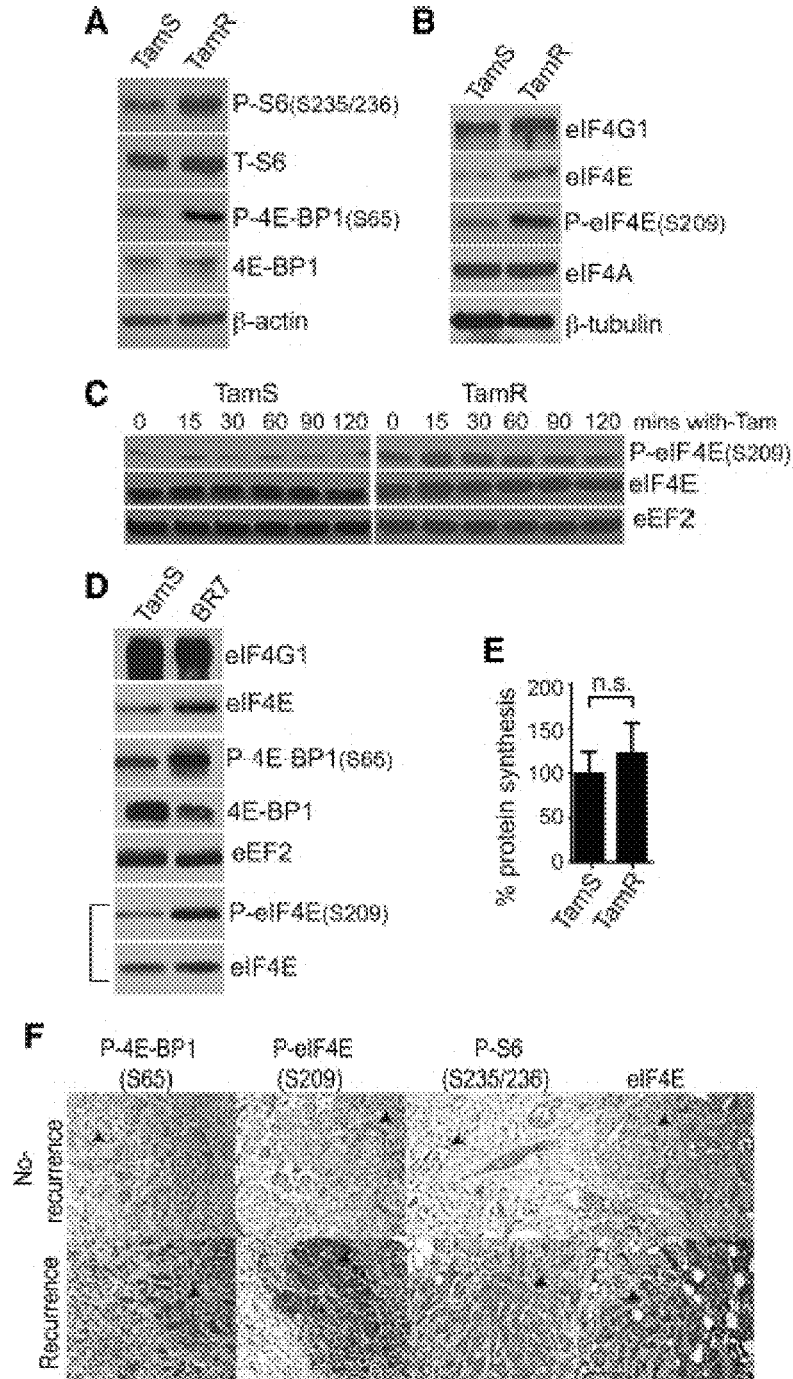 A
TamS TamR
P-S6(S235/236)
T-S6
P-4E-BP1(S65)
4E-BP1
β-actin
B
TamS TamR
eIF4G1
eIF4E
P-eIF4E(S209)
eIF4A
β-tubulin
C
TamS TamR
0 15 30 60 90 120 0 15 30 60 90 120 mins with-Tam
P-eIF4E(S209)
eIF4E
eEF2
D
TamS BR7
eIF4G1
eIF4E
P-4E BP1(S65)
4E-BP1
eEF2
P-eIF4E(S209)
eIF4E
E
% protein synthesis
200
150
100
50
0
n.s.
TamS TamR
F
P-4E-BP1 (S65)
P-eIF4E (S209)
P-S6 (S235/236)
eIF4E
No-recurrence
Recurrence